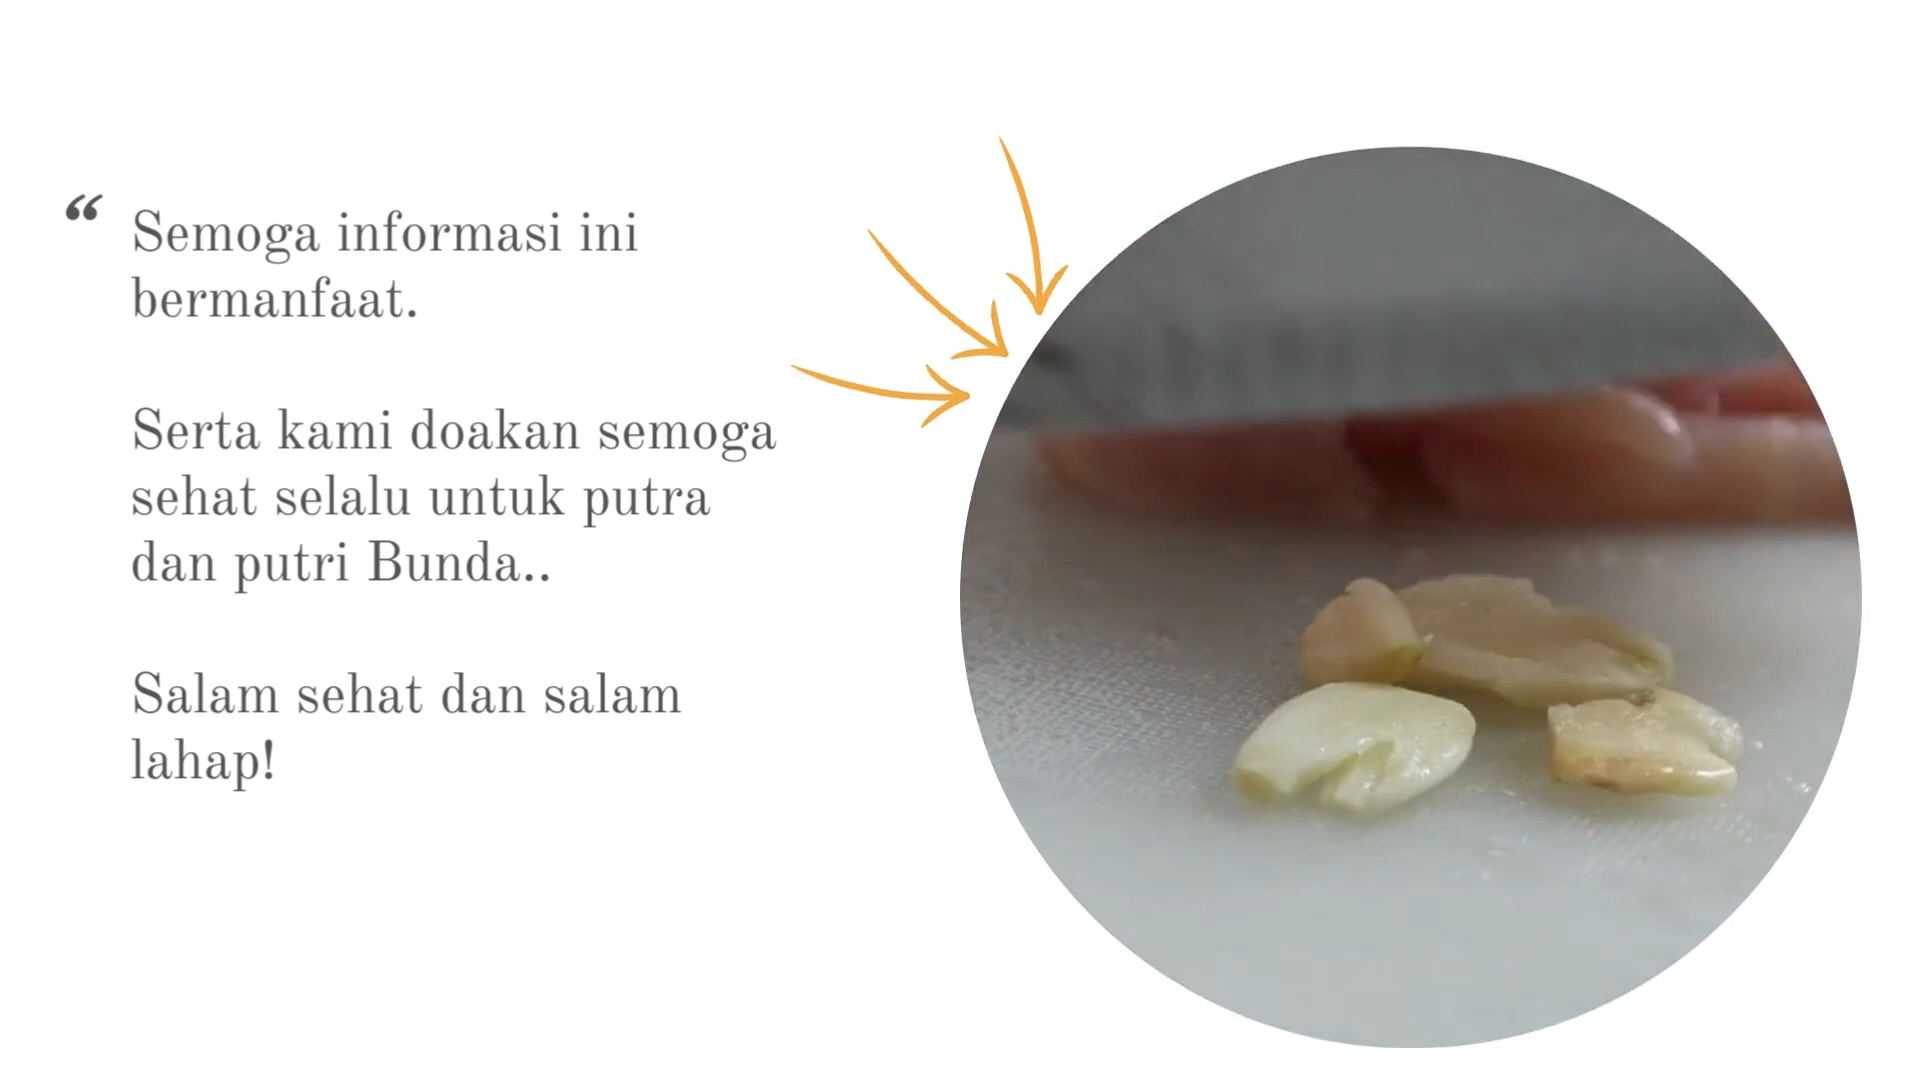 “ Semoga informasi ini
bermanfaat.
Serta kami doakan semoga
sehat selalu untuk putra
dan putri Bunda..
Salam sehat dan salam
lahap!